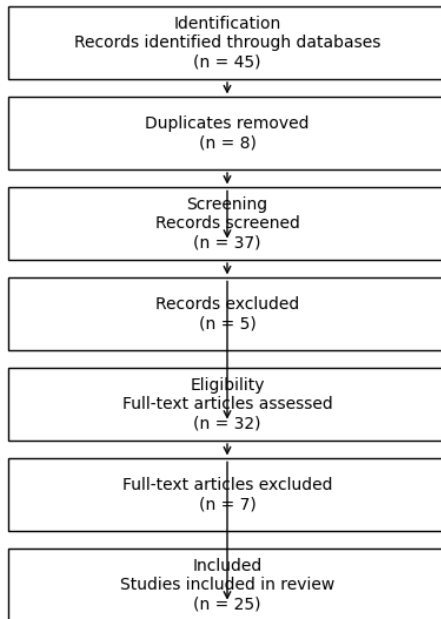 Identification
Records identified through databases
(n = 45)
Duplicates removed
(n = 8)
Screening
Records screened
(n = 37)
Records excluded
(n = 5)
Eligibility
Full-text articles assessed
(n = 32)
Full-text articles excluded
(n = 7)
Included
Studies included in review
(n = 25)